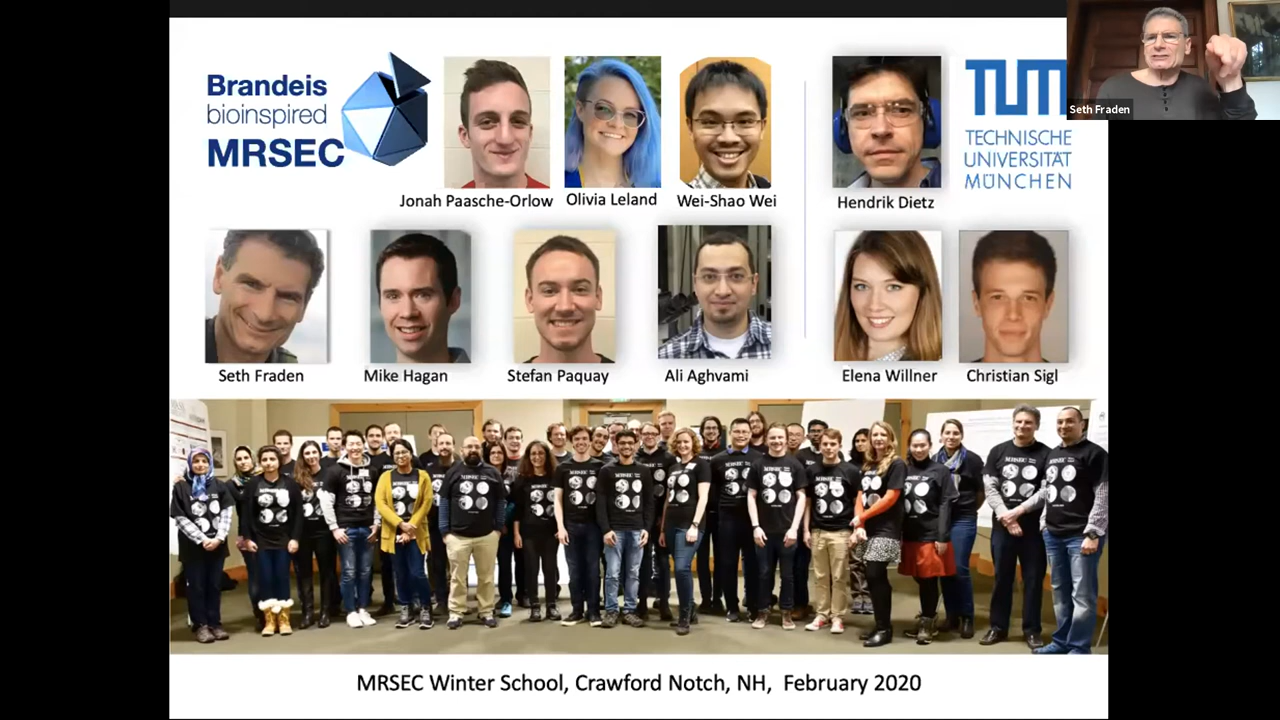 Brandeis
bioinspired
MRSEC
Jonah Paasche-Orlow
Olivia Leland
Wei-Shao Wei
Hendrik Dietz
TUM
TECHNISCHE
UNIVERSITÄT
MÜNCHEN
Seth Fraden
Seth Fraden
Mike Hagan
Stefan Paquay
Ali Aghvami
Elena Willner
Christian Sigl
MRSEC Winter School, Crawford Notch, NH, February 2020